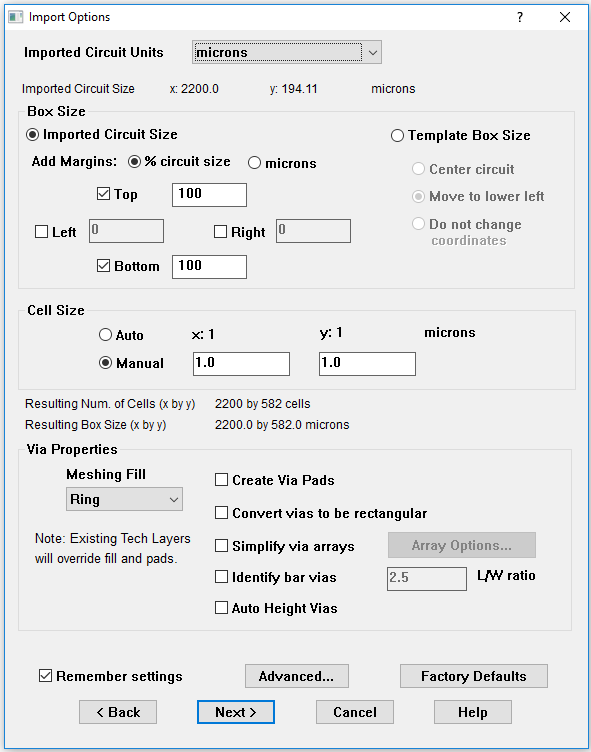 Import Options ?
Imported Circuit Units microns
Imported Circuit Size x: 2200.0 y: 194.11 microns
Box Size
Imported Circuit Size Template Box Size
Add Margins: % circuit size microns Center circuit
Top 100 Move to lower left
Left 0 Right 0 Do not change
coordinates
Bottom 100
Cell Size
Auto x: 1 y: 1 microns
Manual 1.0 1.0
Resulting Num. of Cells (x by y) 2200 by 582 cells
Resulting Box Size (x by y) 2200.0 by 582.0 microns
Via Properties
Meshing Fill
Ring
Note: Existing Tech Layers
will override fill and pads.
Create Via Pads
Convert vias to be rectangular
Simplify via arrays Array Options...
Identify bar vias 2.5 L/W ratio
Auto Height Vias
Remember settings Advanced... Factory Defaults
< Back Next > Cancel Help